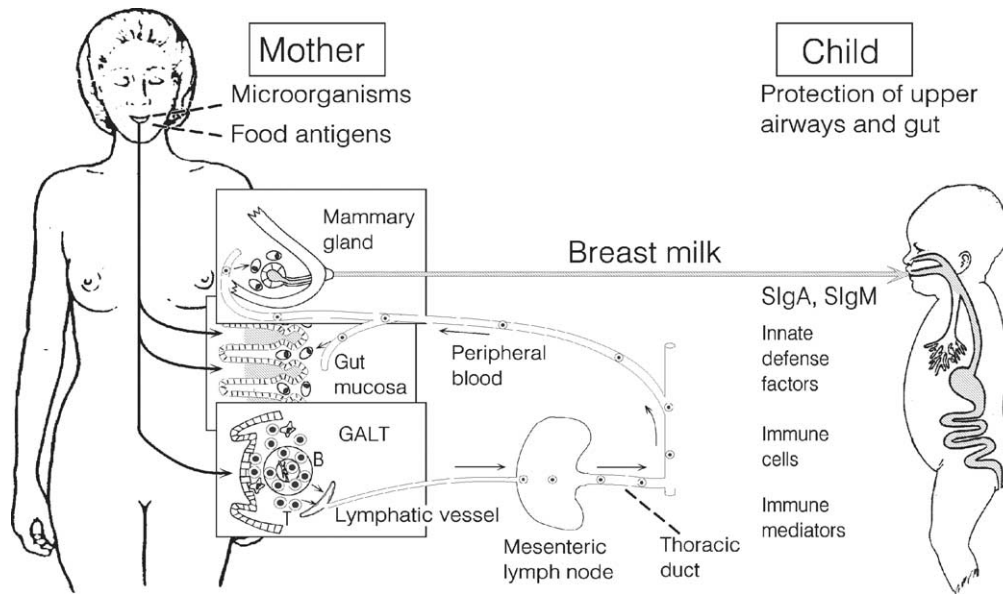 Mother
Microorganisms
Food antigens
Child
Protection of upper
airways and gut
Mammary
gland
Breast milk
SIgA, SIgM
Innate
defense
factors
Immune
cells
Immune
mediators
Peripheral
blood
Gut
mucosa
GALT
B
T
Lymphatic vessel
Mesenteric
lymph node
Thoracic
duct